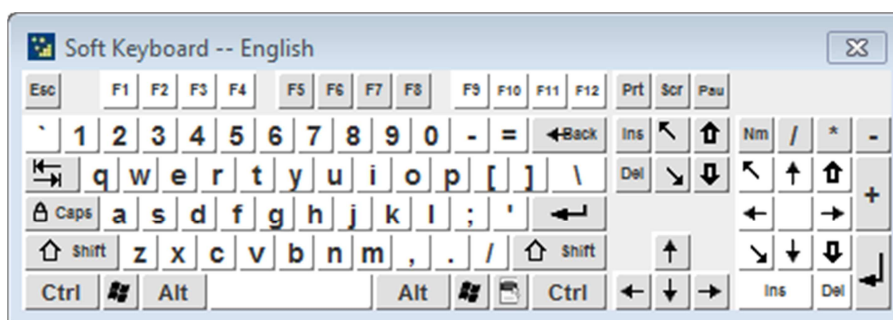 Soft Keyboard -- English
Esc F1 F2 F3 F4 F5 F6 F7 F8 F9 F10 F11 F12 Prt Scr Pau
` 1 2 3 4 5 6 7 8 9 0 - = Back Ins Nm / * -
q w e r t y u i o p [ ] \ Del +
Caps a s d f g h j k l ; '
Shift z x c v b n m , . / Shift
Ctrl Alt Alt Ctrl Ins Del